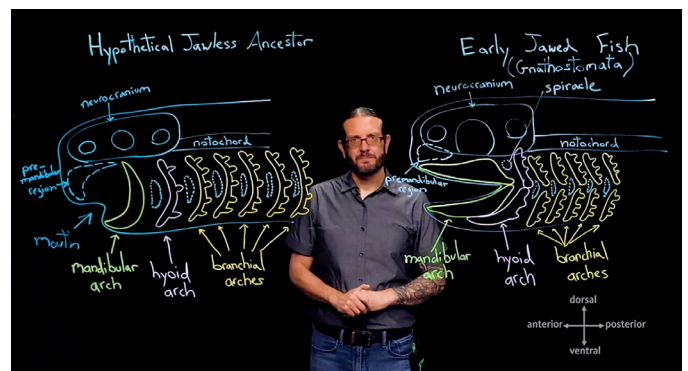 Hypothetical Jawless Ancestor
neurocranium
notochord
pre-
mandibular
region
mouth
mandibular
arch
hyoid
arch
branchial
arches
Early Jawed Fish
(Gnathostomata)
neurocranium
spiracle
notochord
premandibular
region
mandibular
arch
hyoid
arch
branchial
arches
dorsal
anterior
posterior
ventral